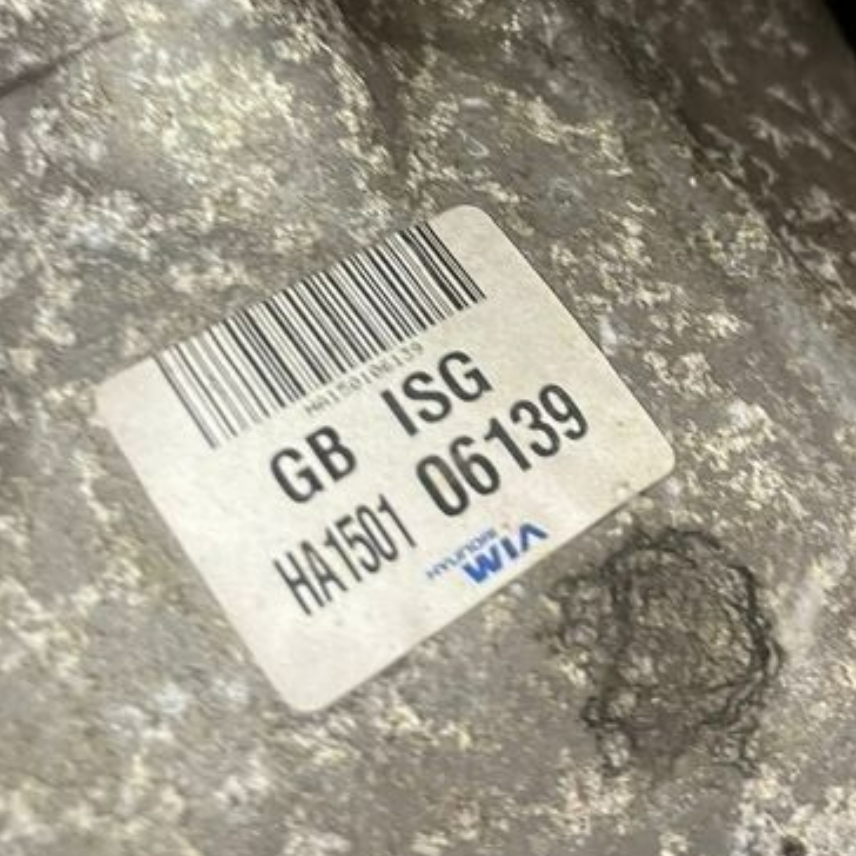 HA150106139
GB ISG
HA1501 06139
HYUNDAI
WIA